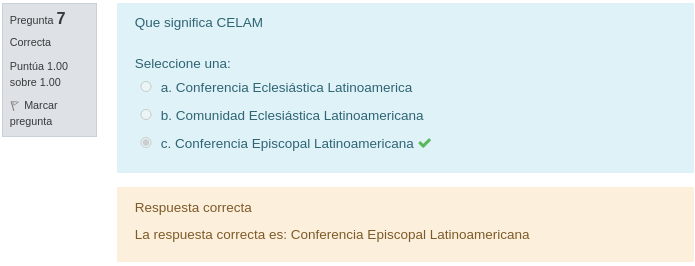 Pregunta 7
Correcta
Puntúa 1.00
sobre 1.00
Marcar
pregunta
Que significa CELAM
Seleccione una:
a. Conferencia Eclesiástica Latinoamerica
b. Comunidad Eclesiástica Latinoamericana
c. Conferencia Episcopal Latinoamericana
Respuesta correcta
La respuesta correcta es: Conferencia Episcopal Latinoamericana